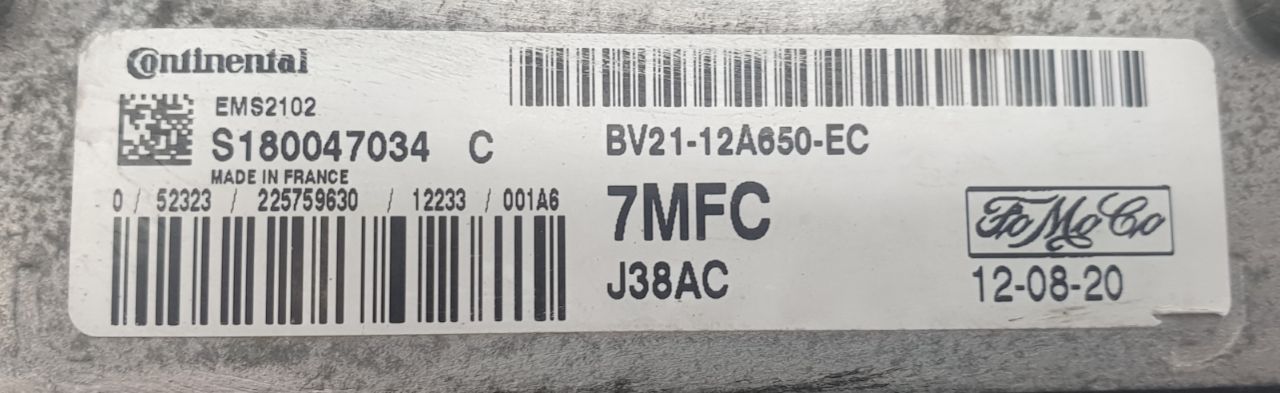 Continental
EMS2102
S180047034 C
MADE IN FRANCE
0 / 52323 / 225759630 / 12233 / 001A6
BV21-12A650-EC
7MFC
J38AC
FoMoCo
12-08-20